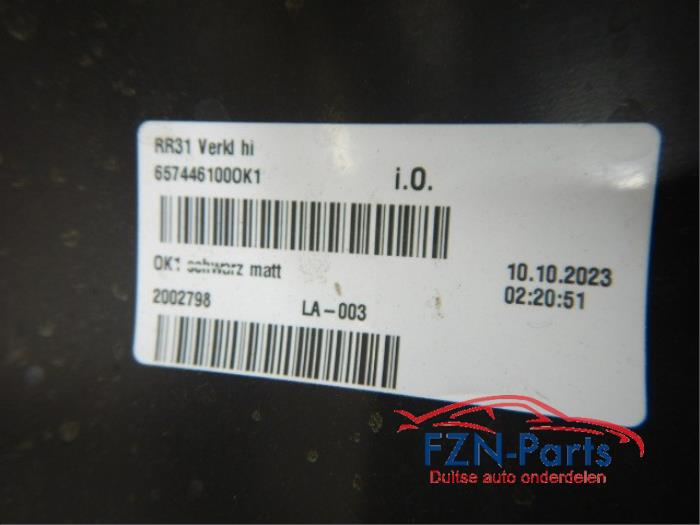 RR31 Verkl hi
6574461000K1
i.O.
0K1 schwarz matt
10.10.2023
02:20:51
2002798
LA-003
FZN-Parts
Duitse auto onderdelen